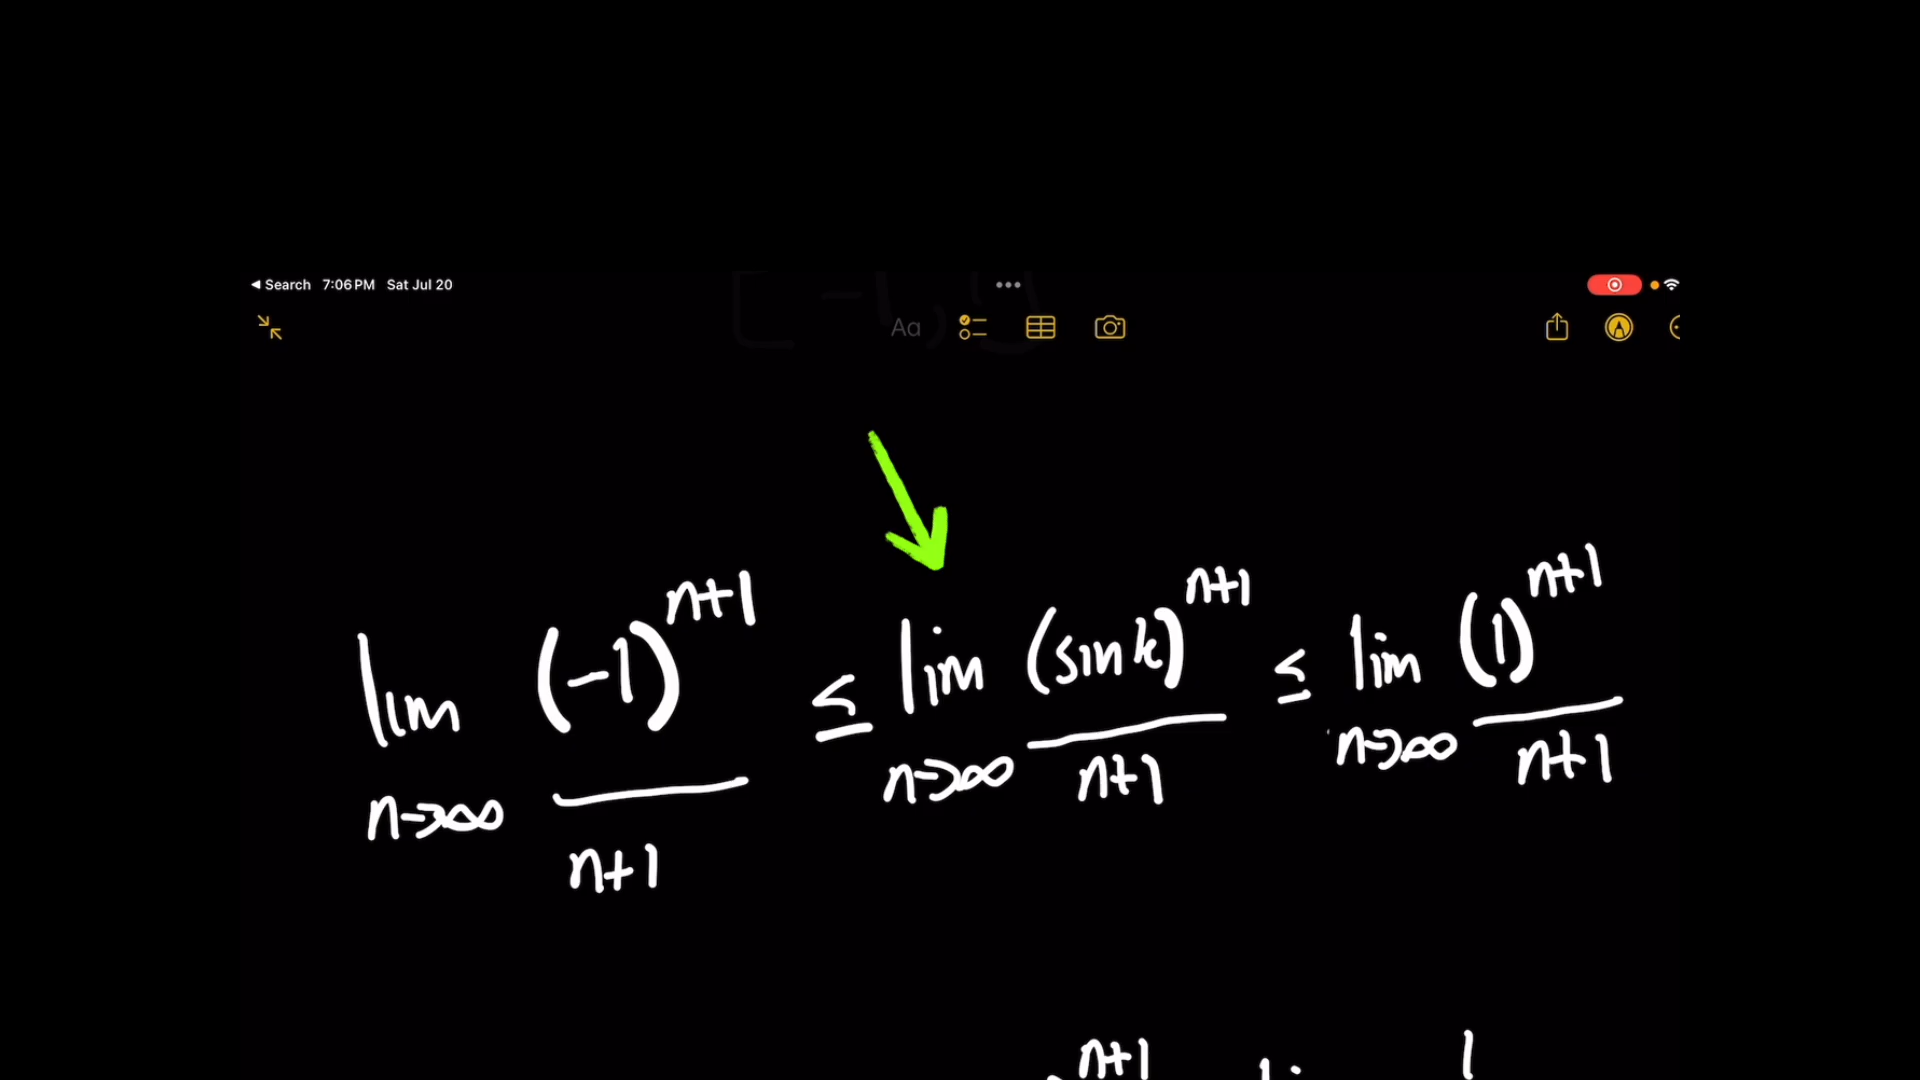 Search 7:06 PM Sat Jul 20
Aa
lim (-1)^{n+1} ≤ lim (sin k)^{n+1} ≤ lim (1)^{n+1}
n→∞ n+1 n→∞ n+1 n→∞ n+1
n+1 1